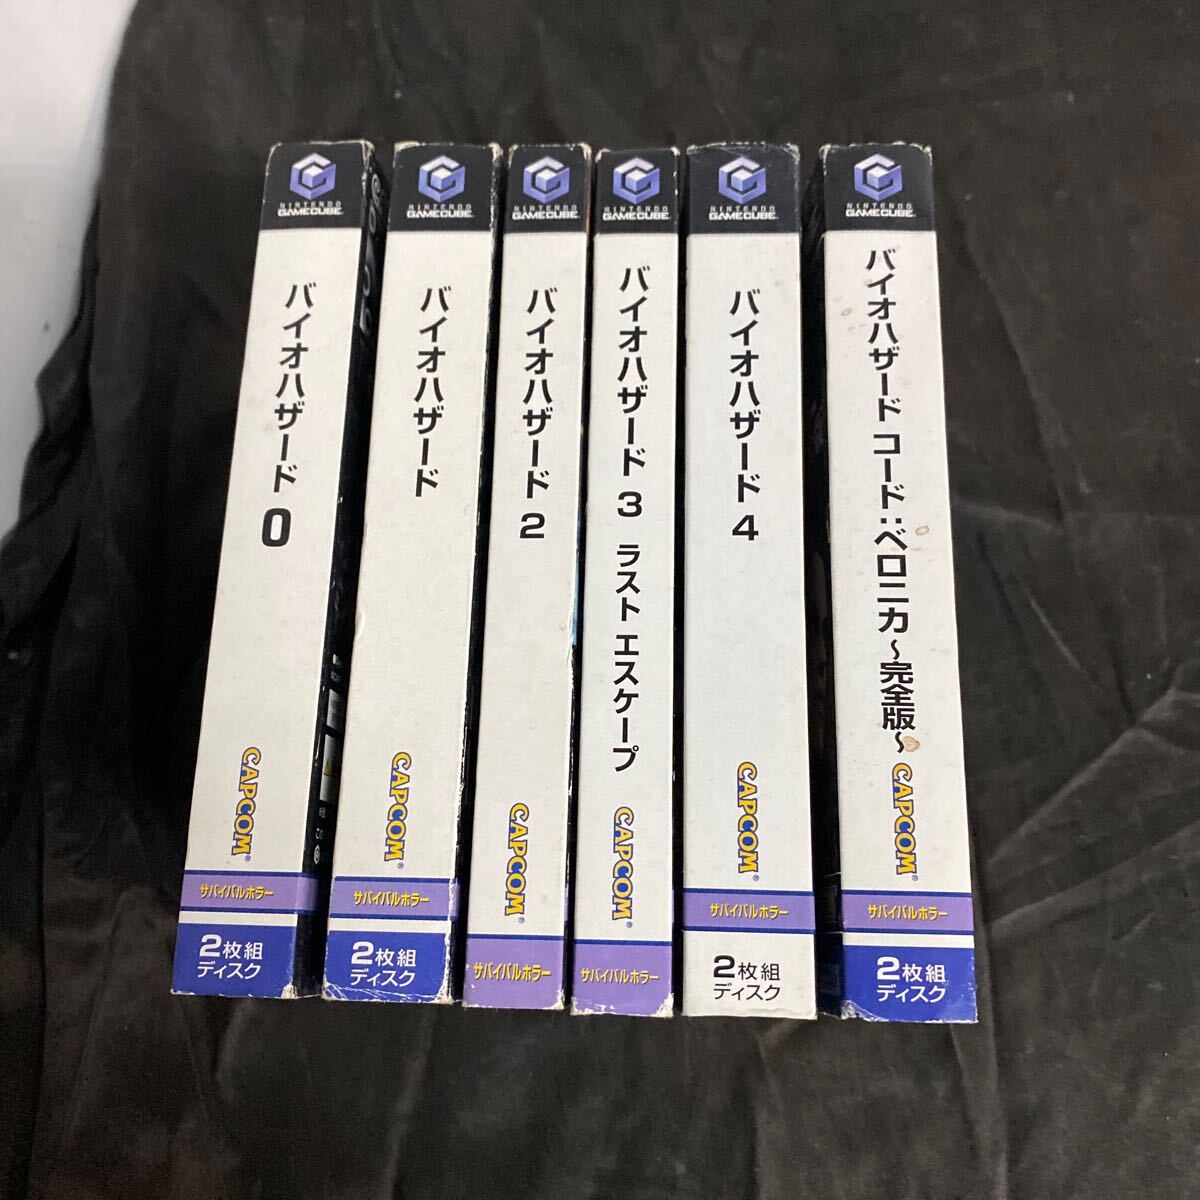 NINTENDO
GAMECUBE
バイオハザード 0
CAPCOM
サバイバルホラー
2枚組
ディスク
NINTENDO
GAMECUBE
バイオハザード
CAPCOM
サバイバルホラー
2枚組
ディスク
NINTENDO
GAMECUBE
バイオハザード 2
CAPCOM
サバイバルホラー
NINTENDO
GAMECUBE
バイオハザード 3 ラスト エスケープ
CAPCOM
サバイバルホラー
NINTENDO
GAMECUBE
バイオハザード 4
CAPCOM
サバイバルホラー
2枚組
ディスク
NINTENDO
GAMECUBE
バイオハザード コード:ベロニカ～完全版～
CAPCOM
サバイバルホラー
2枚組
ディスク